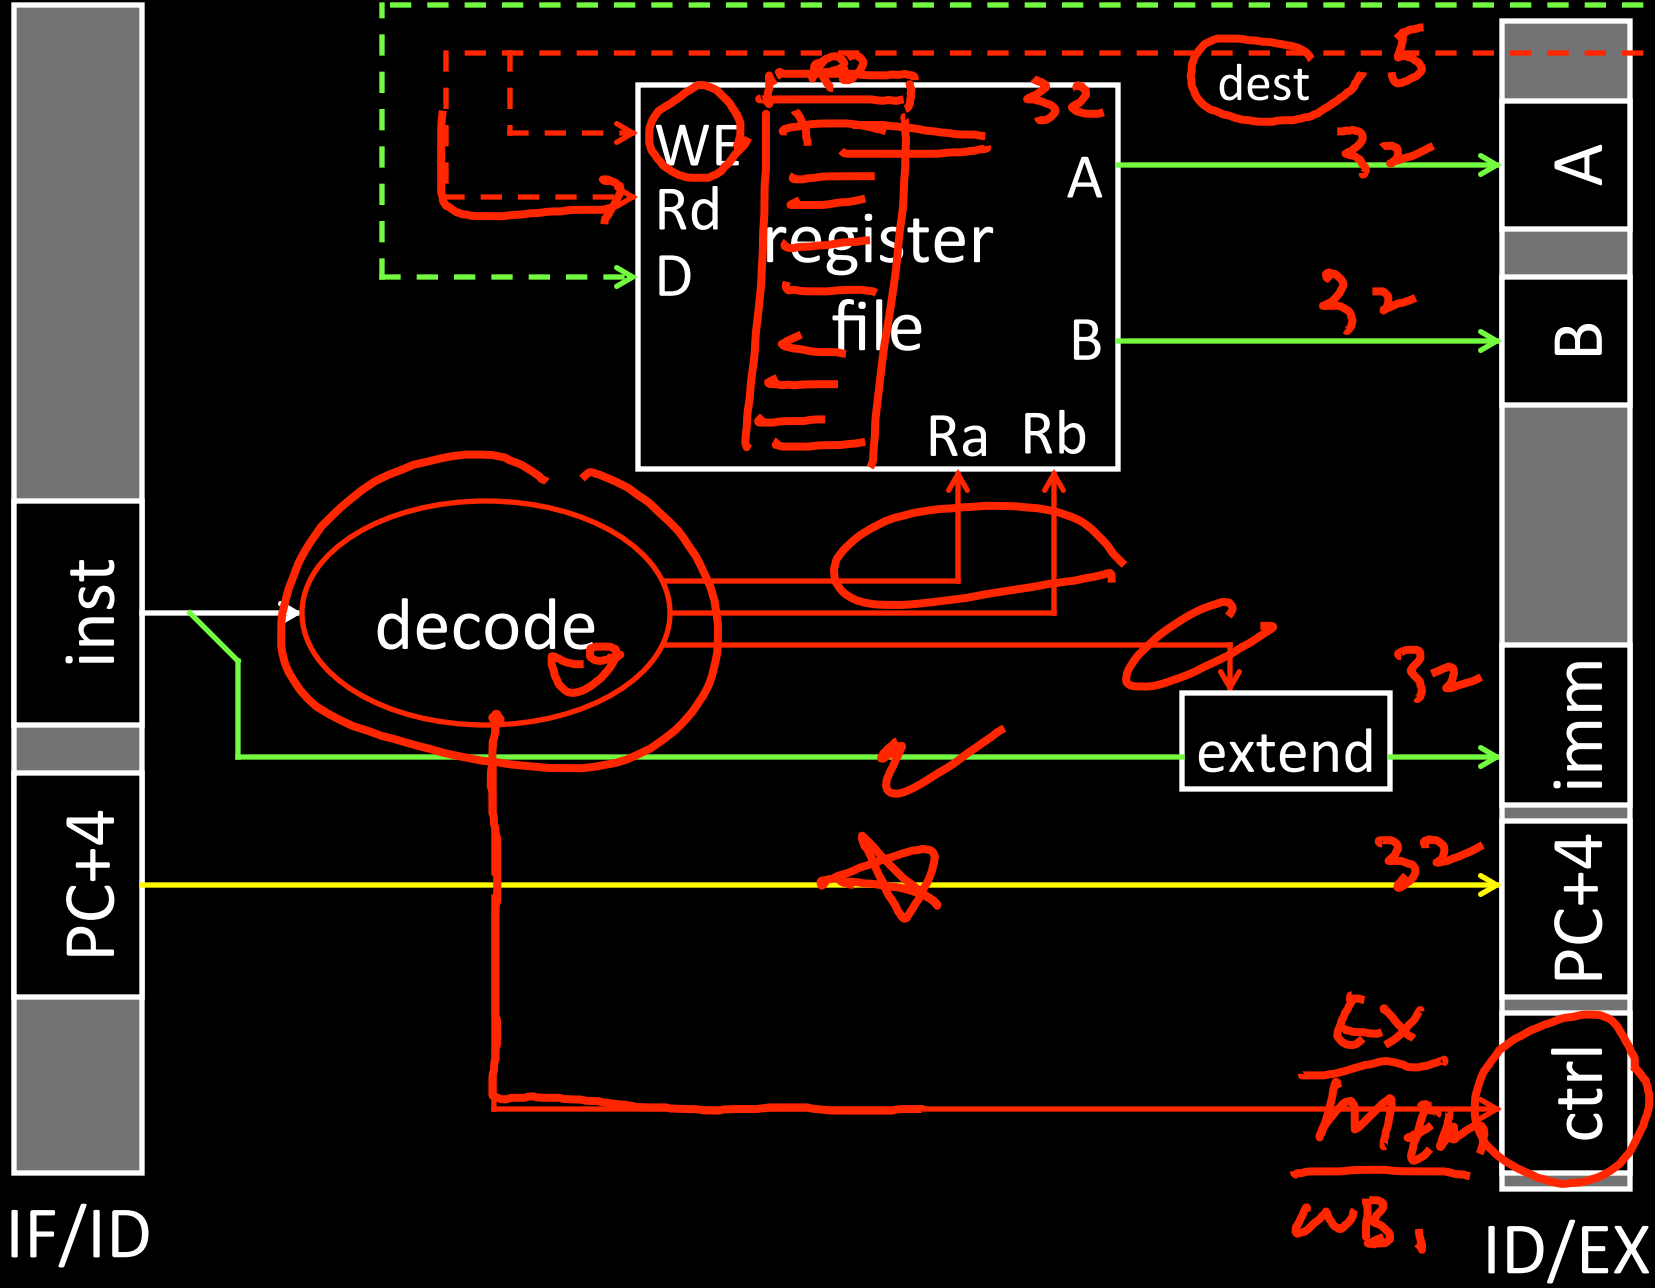 dest
5
WE
32
32
A
A
Rd
register
D
32
file
B
B
Ra
Rb
inst
decode
32
extend
imm
PC+4
32
PC+4
EX
MEM
ctrl
WB
IF/ID
ID/EX